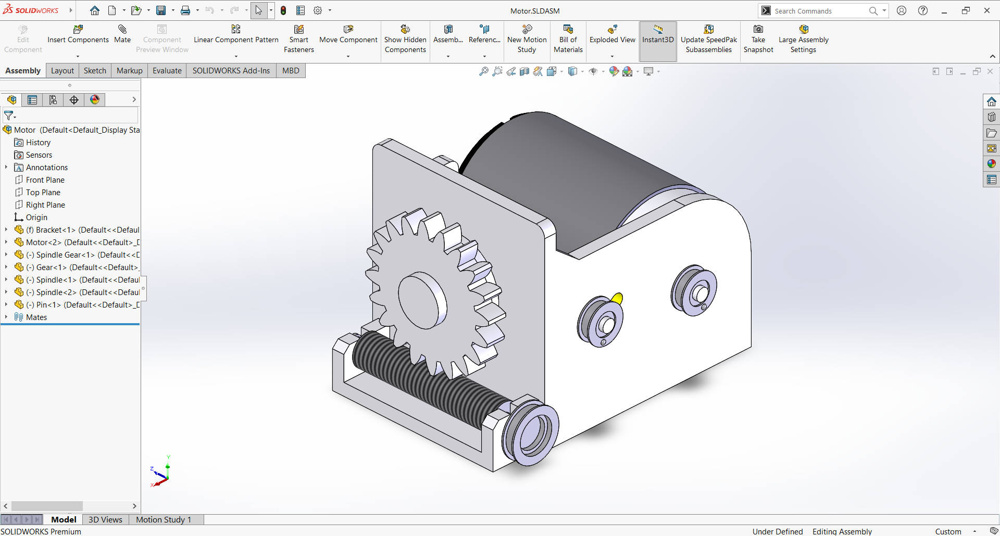 SOLIDWORKS
Motor.SLDASM
Search Commands
Edit Component
Insert Components
Mate
Component Preview Window
Linear Component Pattern
Smart Fasteners
Move Component
Show Hidden Components
Assemb...
Referenc...
New Motion Study
Bill of Materials
Exploded View
Instant3D
Update SpeedPak Subassemblies
Take Snapshot
Large Assembly Settings
Assembly
Layout
Sketch
Markup
Evaluate
SOLIDWORKS Add-Ins
MBD
Motor (Default<Default_Display Sta
History
Sensors
A Annotations
Front Plane
Top Plane
Right Plane
Origin
(f) Bracket<1> (Default<<Defaul
Motor<2> (Default<<Default>_D
(-) Spindle Gear<1> (Default<<D
(-) Gear<1> (Default<<Default>_
(-) Spindle<1> (Default<<Defaul
(-) Spindle<2> (Default<<Defaul
(-) Pin<1> (Default<<Default>_D
Mates
Y
Z
X
Model
3D Views
Motion Study 1
SOLIDWORKS Premium
Under Defined
Editing Assembly
Custom